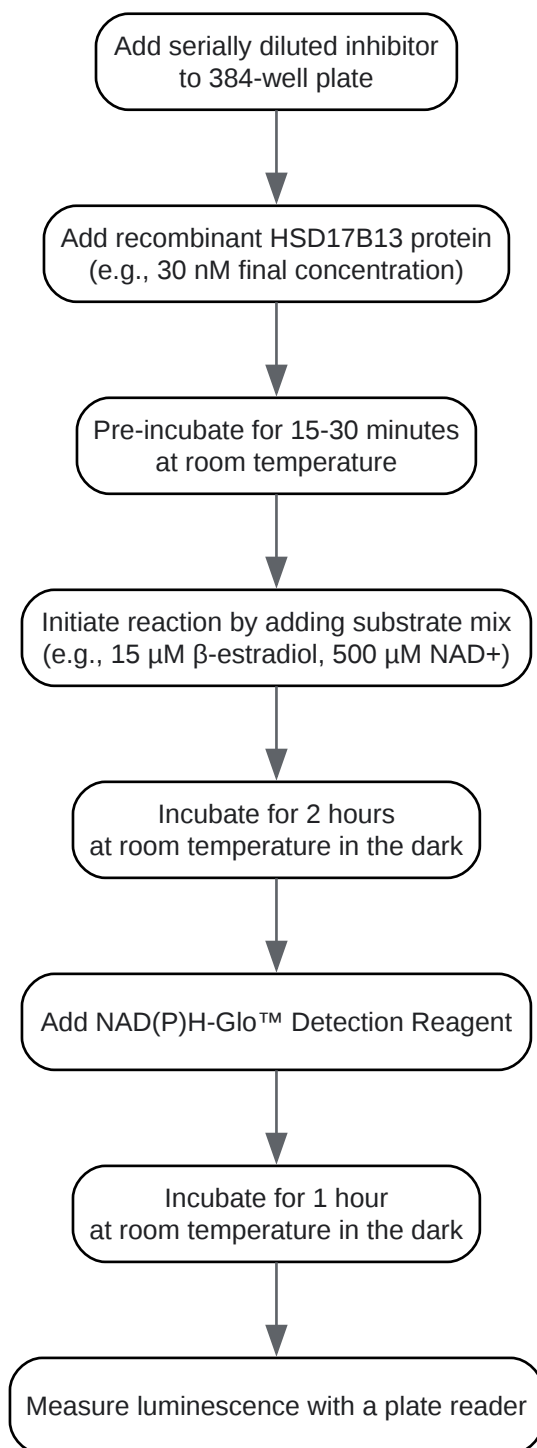 Add serially diluted inhibitor
to 384-well plate
Add recombinant HSD17B13 protein
(e.g., 30 nM final concentration)
Pre-incubate for 15-30 minutes
at room temperature
Initiate reaction by adding substrate mix
(e.g., 15 µM β-estradiol, 500 µM NAD+)
Incubate for 2 hours
at room temperature in the dark
Add NAD(P)H-Glo™ Detection Reagent
Incubate for 1 hour
at room temperature in the dark
Measure luminescence with a plate reader